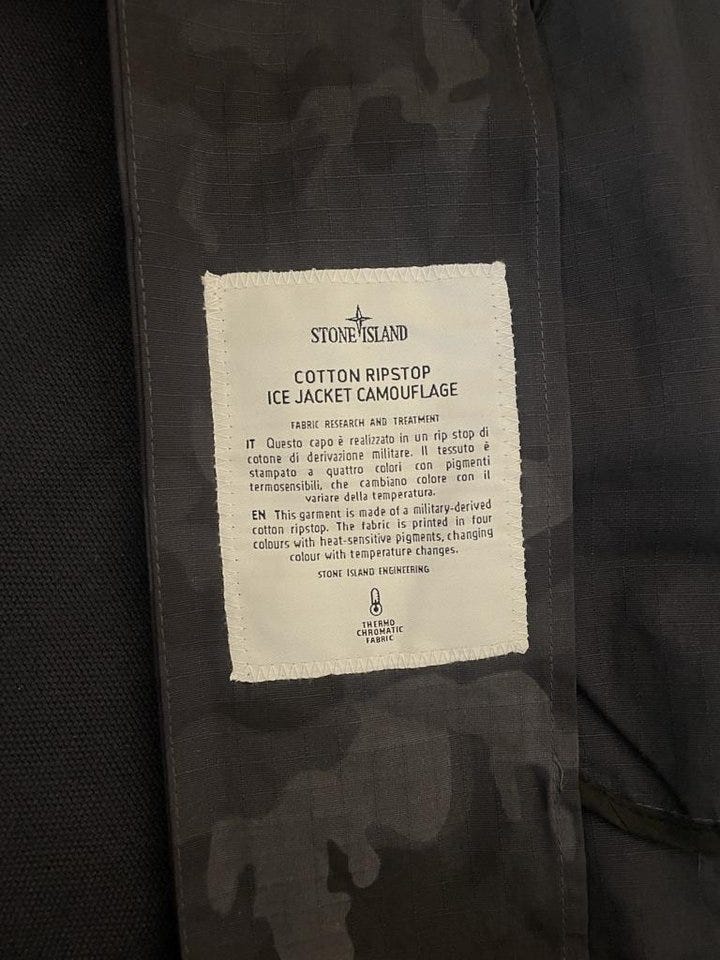 STONE ISLAND
COTTON RIPSTOP
ICE JACKET CAMOUFLAGE
FABRIC RESEARCH AND TREATMENT
IT Questo capo è realizzato in un rip stop di
cotone di derivazione militare. Il tessuto è
stampato a quattro colori con pigmenti
termosensibili, che cambiano colore con il
variare della temperatura.
EN This garment is made of a military-derived
cotton ripstop. The fabric is printed in four
colours with heat-sensitive pigments, changing
colour with temperature changes.
STONE ISLAND ENGINEERING
THERMO
CHROMATIC
FABRIC